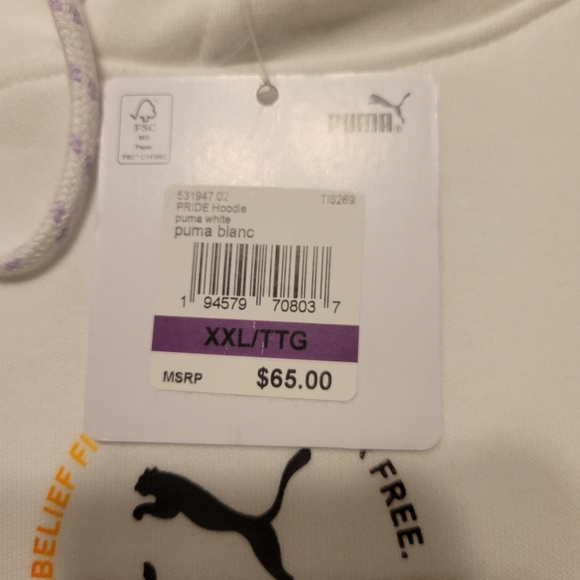 FSC
MIX
Paper
PUMA
531947 02
TI6269
PRIDE Hoodie
puma white
puma blanc
1 94579 70803 7
XXL/TTG
MSRP
$65.00
BELIEF
FREE.